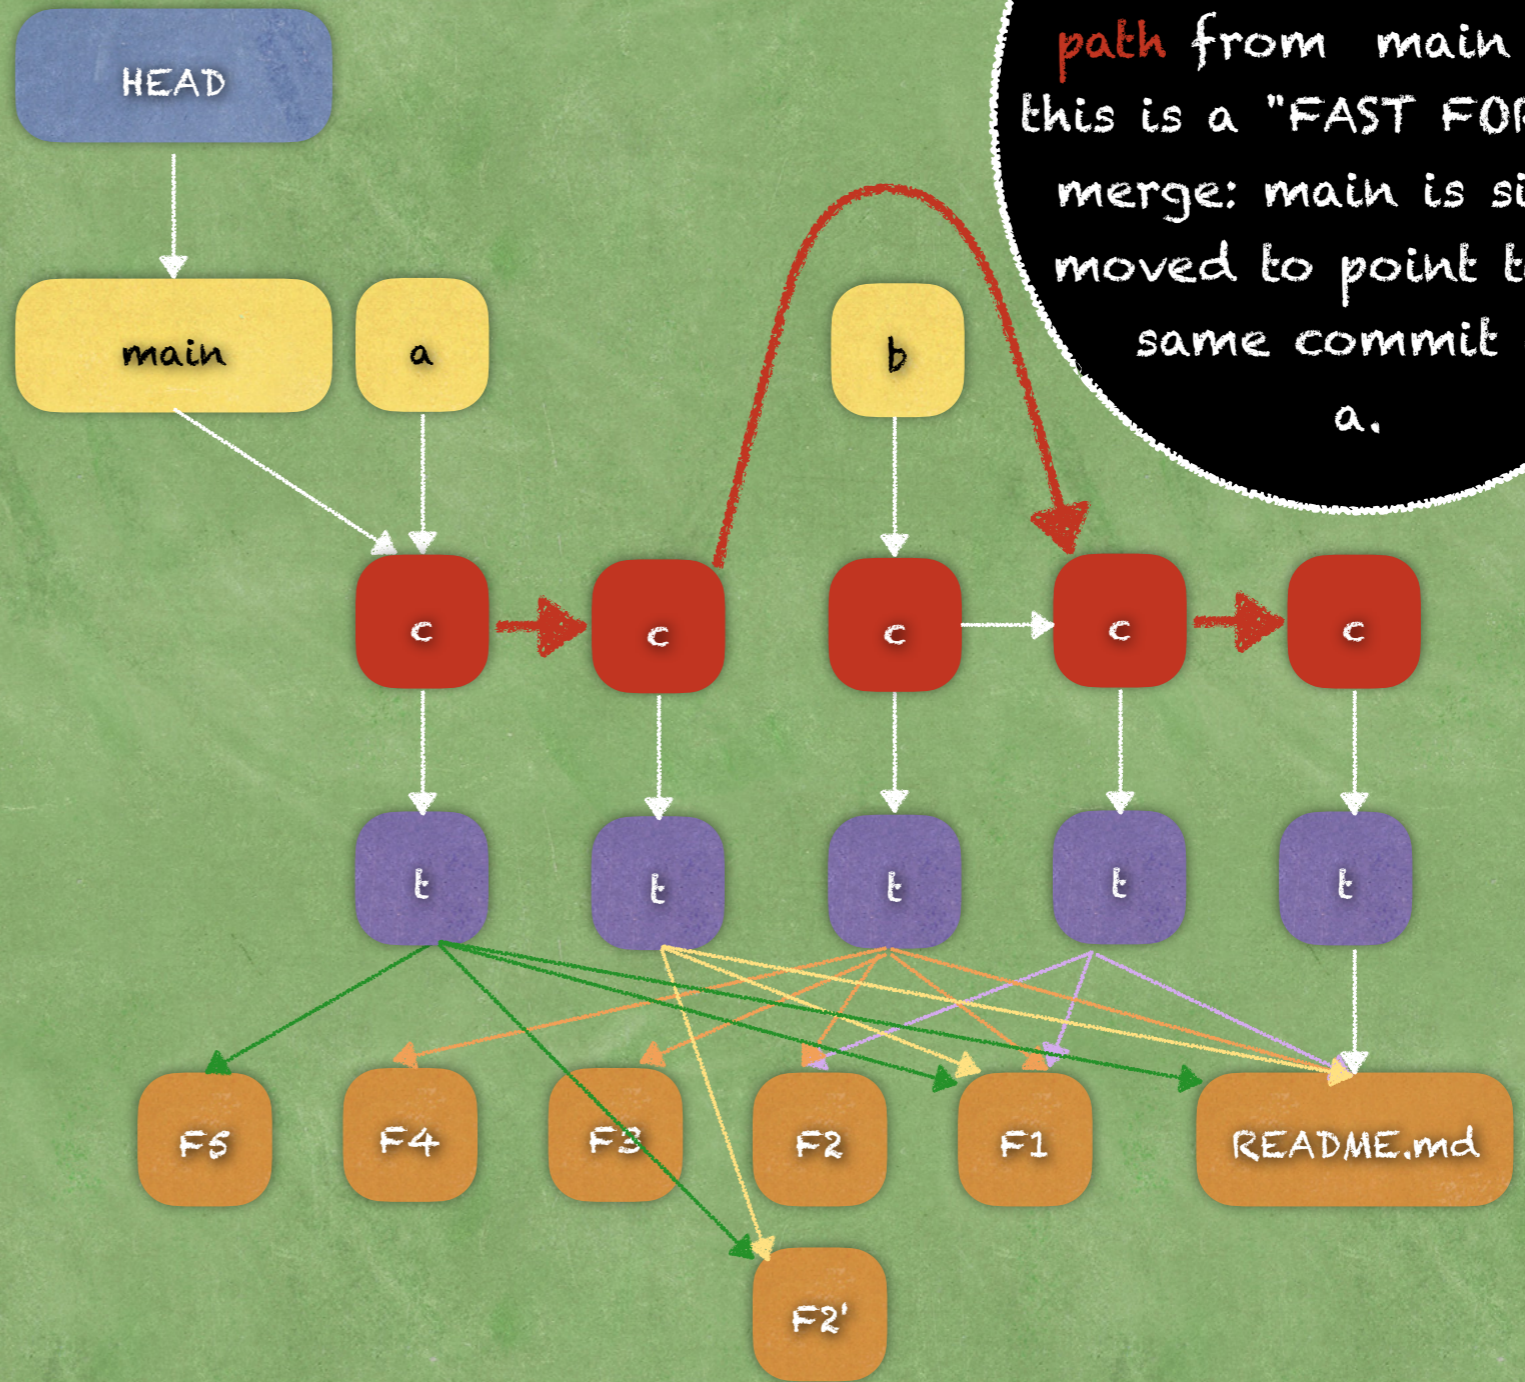 HEAD
path from main
this is a "FAST FOR
merge: main is si
moved to point t
same commit
a.
main
a
b
c
c
c
c
c
t
t
t
t
t
F5
F4
F3
F2
F1
README.md
F2'